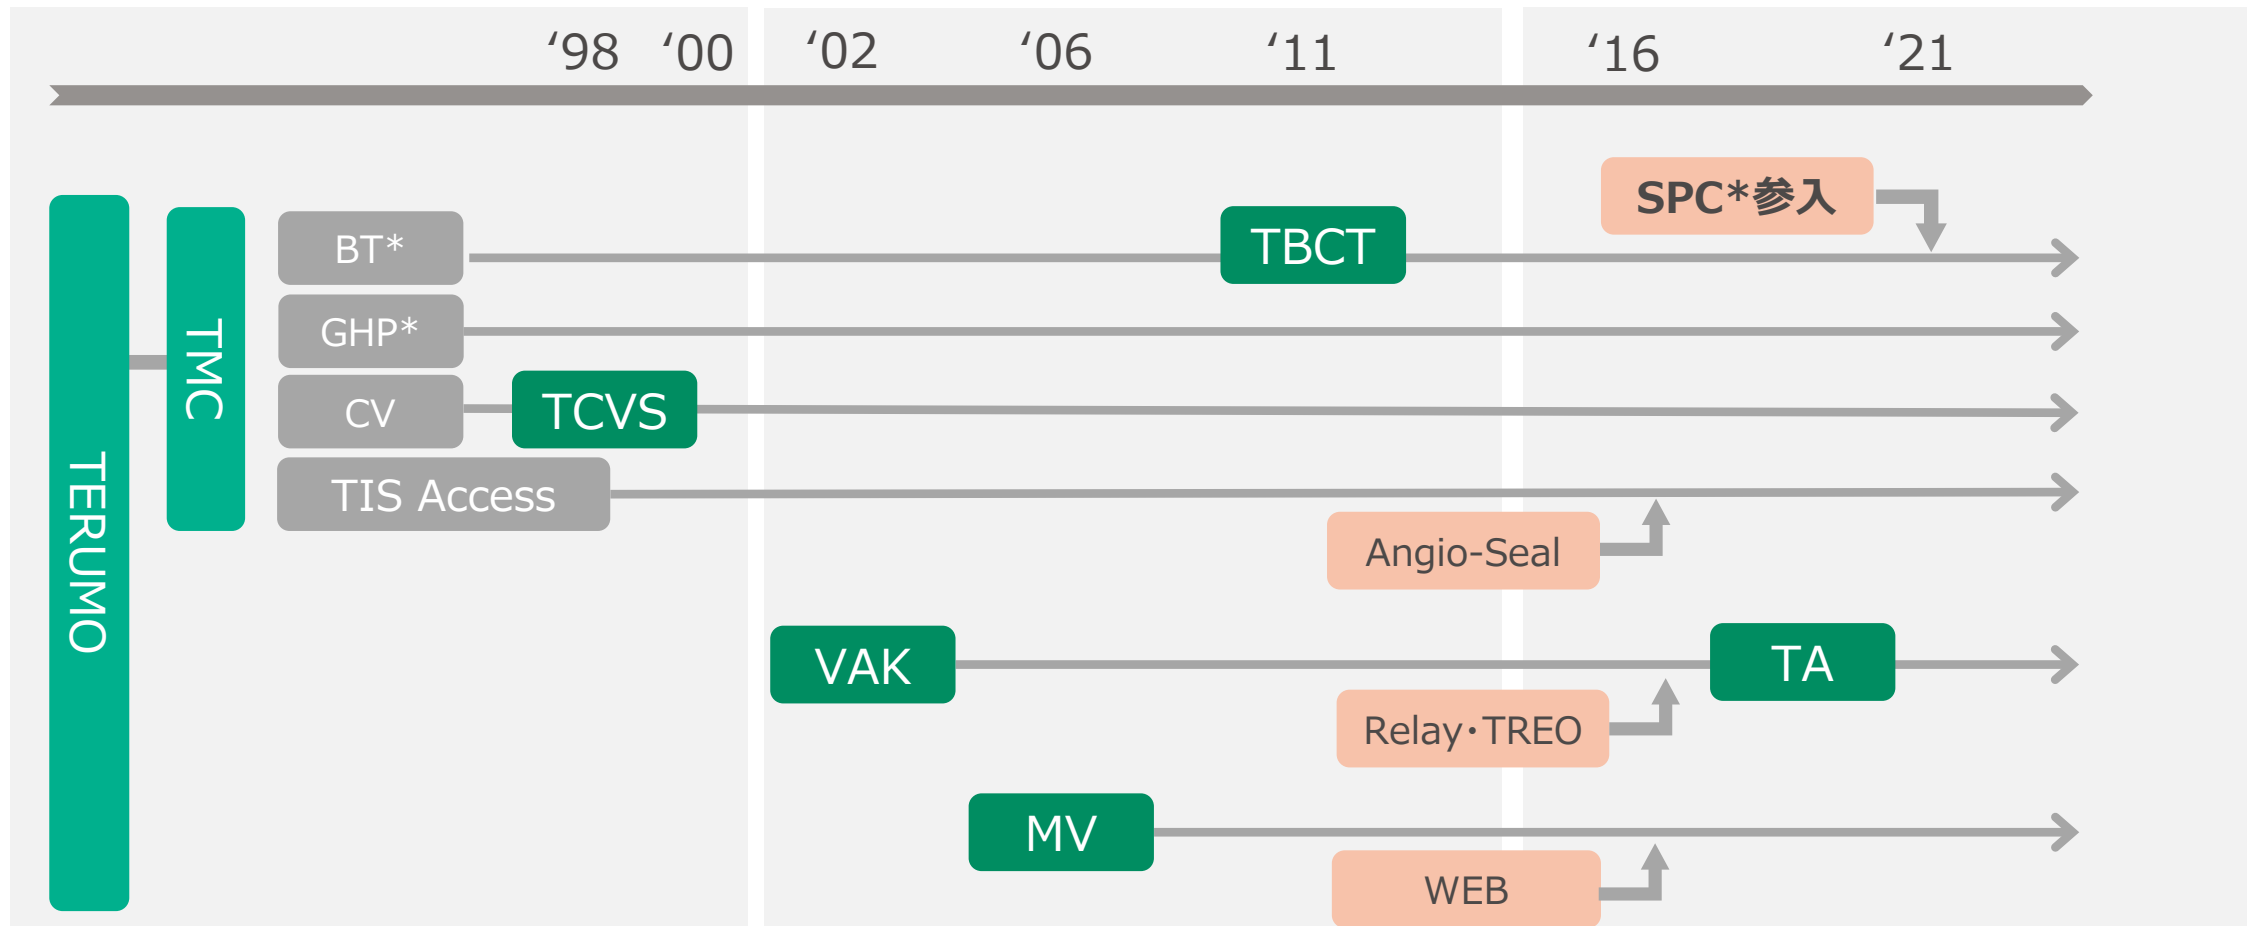 ‘98 ‘00 ‘02 ‘06 ‘11 ‘16 ‘21
SPC*参入
BT*
TBCT
GHP*
TMC
CV
TCVS
TIS Access
TERUMO
Angio-Seal
VAK
TA
Relay・TREO
MV
WEB